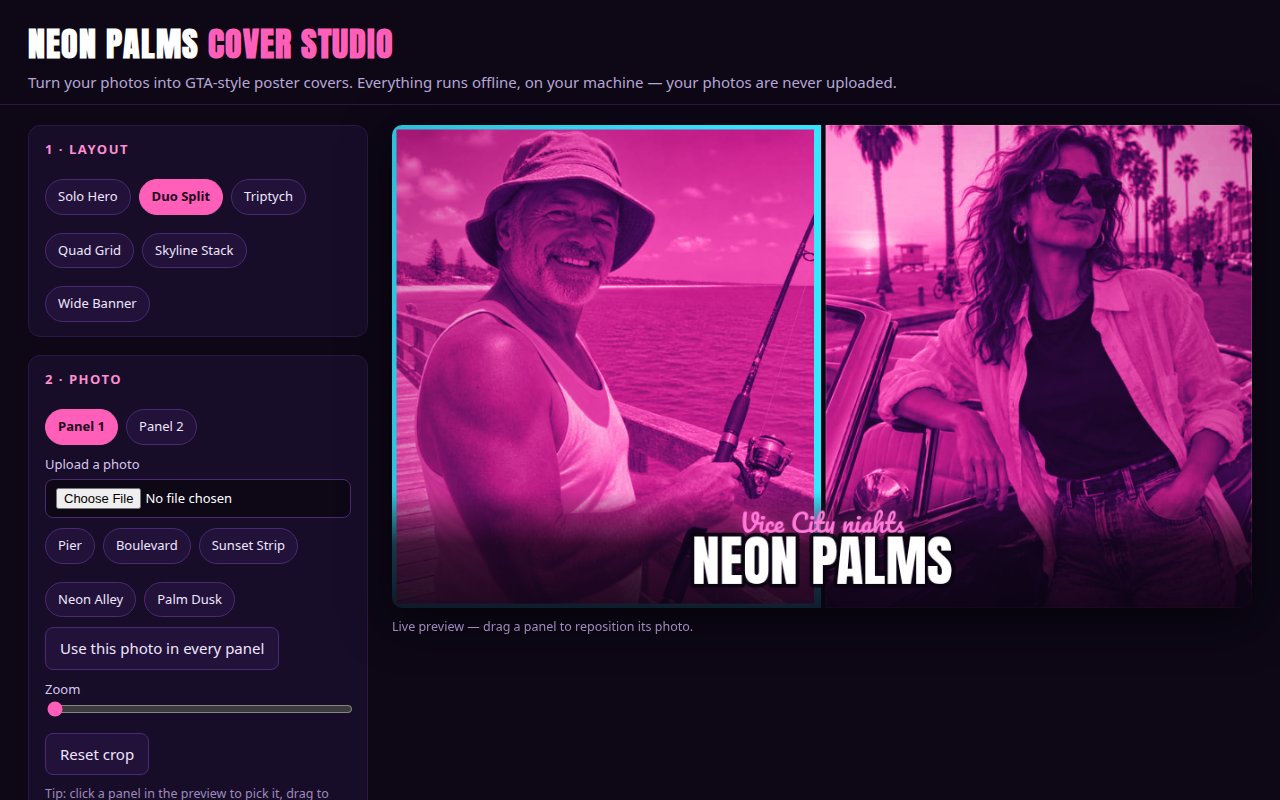 NEON PALMS COVER STUDIO
Turn your photos into GTA-style poster covers. Everything runs offline, on your machine — your photos are never uploaded.
1 · LAYOUT
Solo Hero
Duo Split
Triptych
Quad Grid
Skyline Stack
Wide Banner
2 · PHOTO
Panel 1
Panel 2
Upload a photo
Choose File No file chosen
Pier
Boulevard
Sunset Strip
Neon Alley
Palm Dusk
Use this photo in every panel
Zoom
Reset crop
Tip: click a panel in the preview to pick it, drag to
Vice City nights
NEON PALMS
Live preview — drag a panel to reposition its photo.